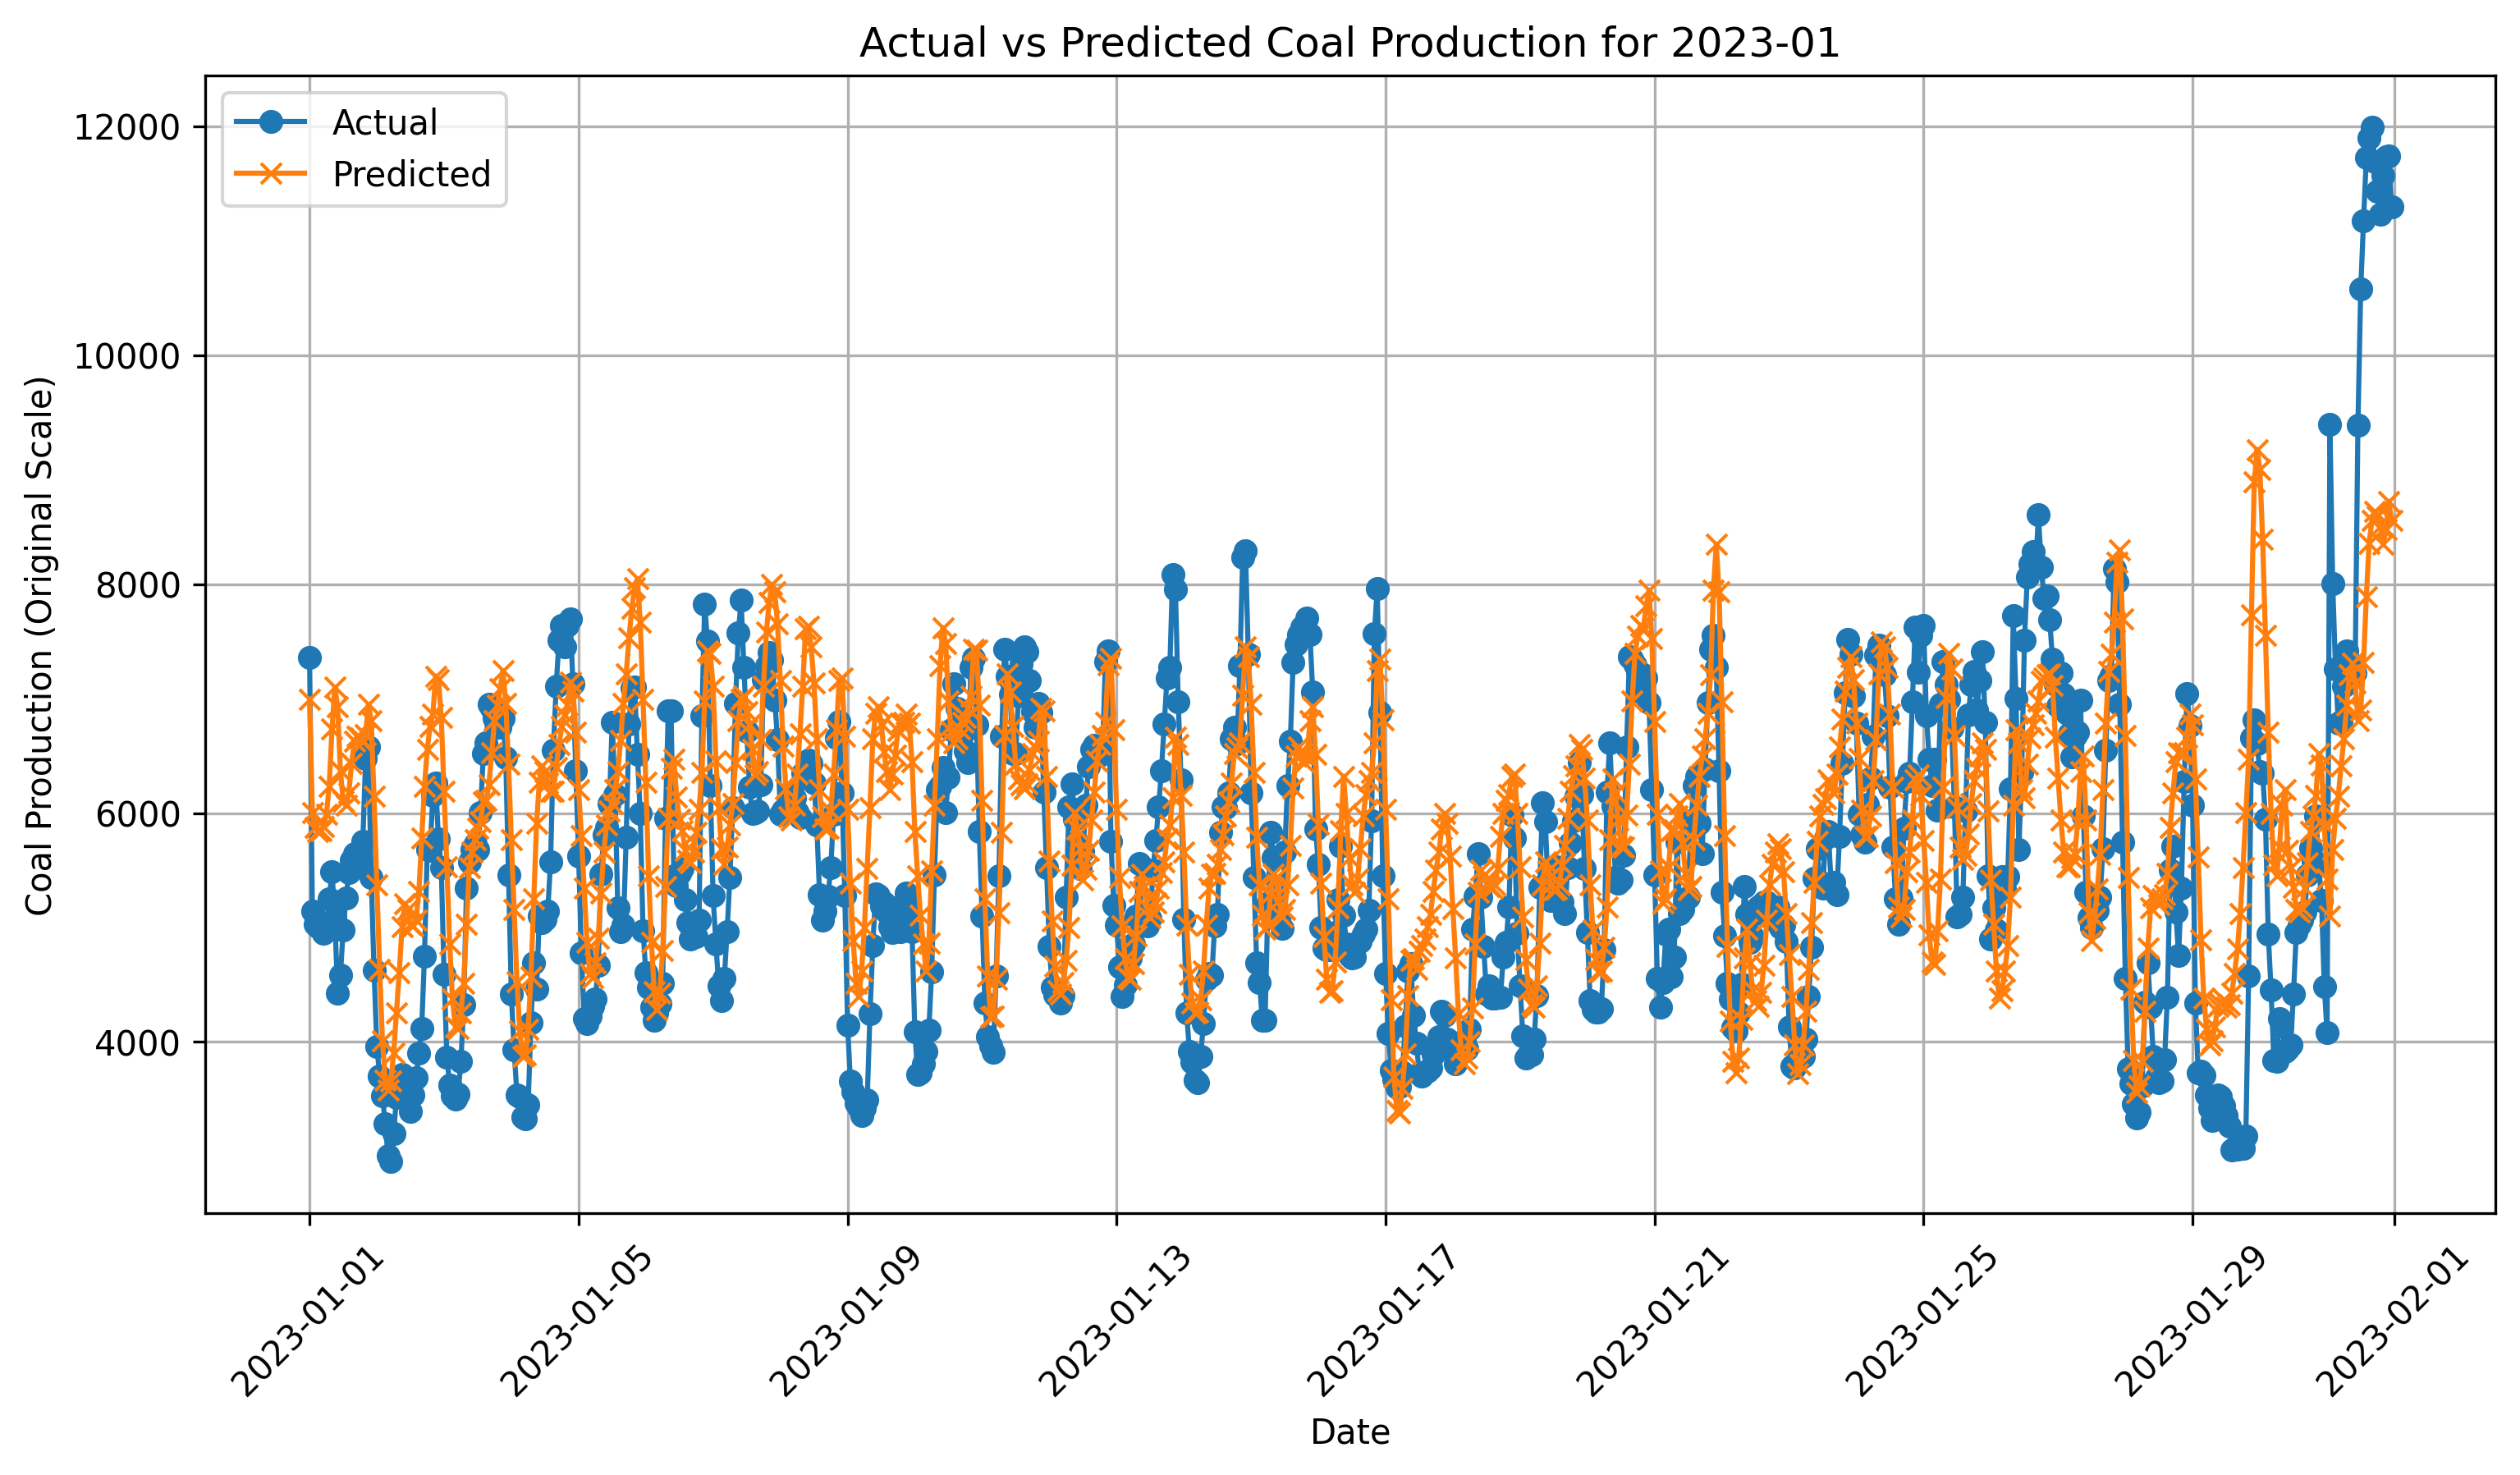 Actual vs Predicted Coal Production for 2023-01
Actual
Predicted
12000
10000
8000
6000
4000
Coal Production (Original Scale)
2023-01-01
2023-01-05
2023-01-09
2023-01-13
2023-01-17
2023-01-21
2023-01-25
2023-01-29
2023-02-01
Date